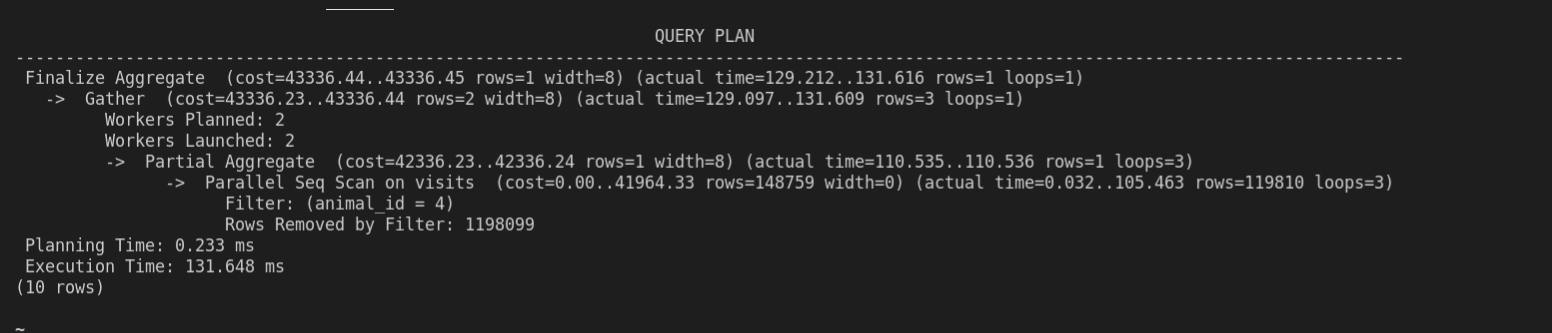 QUERY PLAN
-------------------------------------------------------------------------------------------------------------------------------------------
 Finalize Aggregate  (cost=43336.44..43336.45 rows=1 width=8) (actual time=129.212..131.616 rows=1 loops=1)
   ->  Gather  (cost=43336.23..43336.44 rows=2 width=8) (actual time=129.097..131.609 rows=3 loops=1)
         Workers Planned: 2
         Workers Launched: 2
         ->  Partial Aggregate  (cost=42336.23..42336.24 rows=1 width=8) (actual time=110.535..110.536 rows=1 loops=3)
               ->  Parallel Seq Scan on visits  (cost=0.00..41964.33 rows=148759 width=0) (actual time=0.032..105.463 rows=119810 loops=3)
                     Filter: (animal_id = 4)
                     Rows Removed by Filter: 1198099
 Planning Time: 0.233 ms
 Execution Time: 131.648 ms
(10 rows)
~